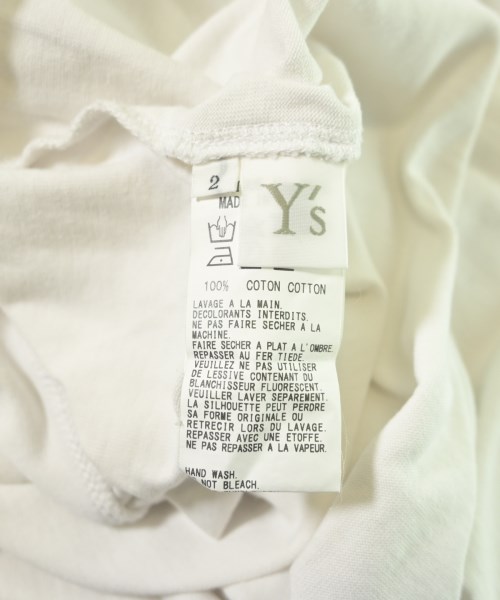 2
Y's
MAD
100% COTON COTTON
LAVAGE A LA MAIN.
DECOLORANTS INTERDITS.
NE PAS FAIRE SECHER A LA
MACHINE.
FAIRE SECHER A PLAT A L'OMBRE.
REPASSER AU FER TIEDE.
VEUILLEZ NE PAS UTILISER
DE LESSIVE CONTENANT DU
BLANCHISSEUR FLUORESCENT.
VEUILLER LAVER SEPAREMENT.
LA SILHOUETTE PEUT PERDRE
SA FORME ORIGINALE OU
RETRECIR LORS DU LAVAGE.
REPASSER AVEC UNE ETOFFE.
NE PAS REPASSER A LA VAPEUR.
HAND WASH.
NOT BLEACH.